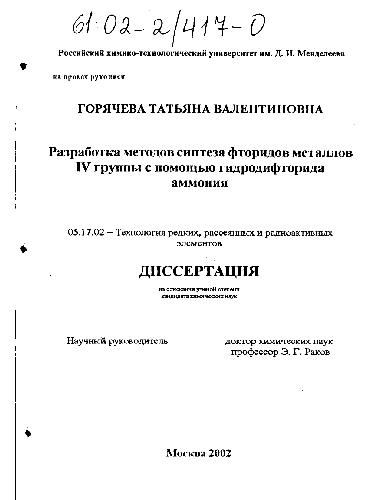 61 02-2/417-0
Российский химико-технологический университет им. Д. И. Менделеева
на правах рукописи
ГОРЯЧЕВА ТАТЬЯНА ВАЛЕНТИНОВНА
Разработка методов синтеза фторидов металлов
IV группы с помощью гидродифторида
аммония
05.17.02 – Технология редких, рассеянных и радиоактивных
элементов
ДИССЕРТАЦИЯ
на соискание ученой степени
кандидата химических наук
Научный руководитель доктор химических наук
профессор Э. Г. Раков
Москва 2002